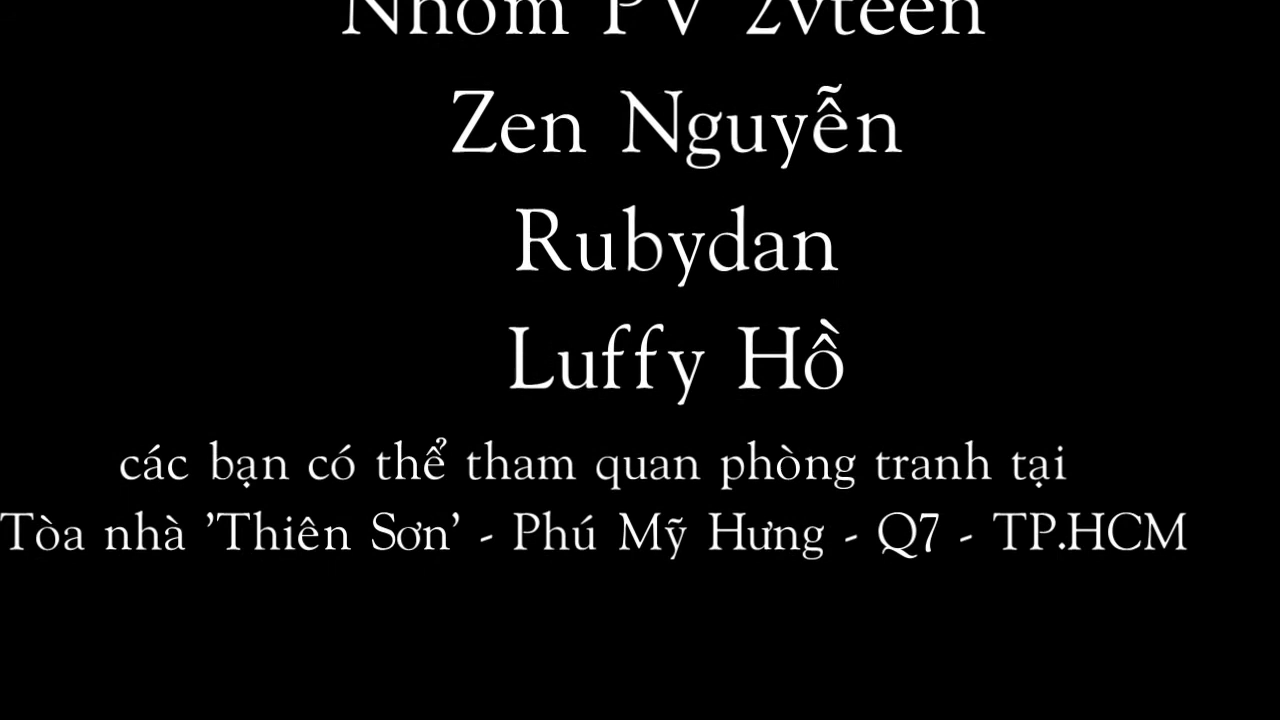 Nhóm PV 2vteen
Zen Nguyễn
Rubydan
Luffy Hồ
các bạn có thể tham quan phòng tranh tại
Tòa nhà 'Thiên Sơn' - Phú Mỹ Hưng - Q7 - TP.HCM